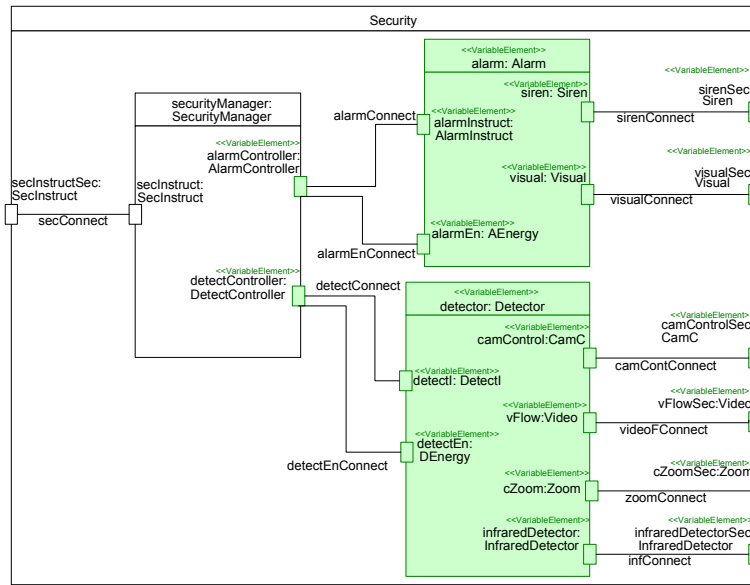 Security
<<VariableElement>>
alarm: Alarm
<<VariableElement>>
siren: Siren
<<VariableElement>>
sirenSec
Siren
sirenConnect
securityManager:
SecurityManager
alarmConnect
alarmInstruct:
AlarmInstruct
<<VariableElement>>
<<VariableElement>>
alarmController:
AlarmController
<<VariableElement>>
visual: Visual
<<VariableElement>>
visualSec
Visual
visualConnect
secInstructSec:
SecInstruct
secInstruct:
SecInstruct
secConnect
<<VariableElement>>
alarmEn: AEnergy
alarmEnConnect
<<VariableElement>>
detectController:
DetectController
detectConnect
<<VariableElement>>
detector: Detector
<<VariableElement>>
camControl:CamC
<<VariableElement>>
camControlSec
CamC
camContConnect
<<VariableElement>>
detectI: DetectI
<<VariableElement>>
vFlow:Video
<<VariableElement>>
vFlowSec:Video
videoFConnect
<<VariableElement>>
detectEn:
DEnergy
detectEnConnect
<<VariableElement>>
cZoom:Zoom
<<VariableElement>>
cZoomSec:Zoom
zoomConnect
<<VariableElement>>
infraredDetector:
InfraredDetector
<<VariableElement>>
infraredDetectorSec
InfraredDetector
infConnect